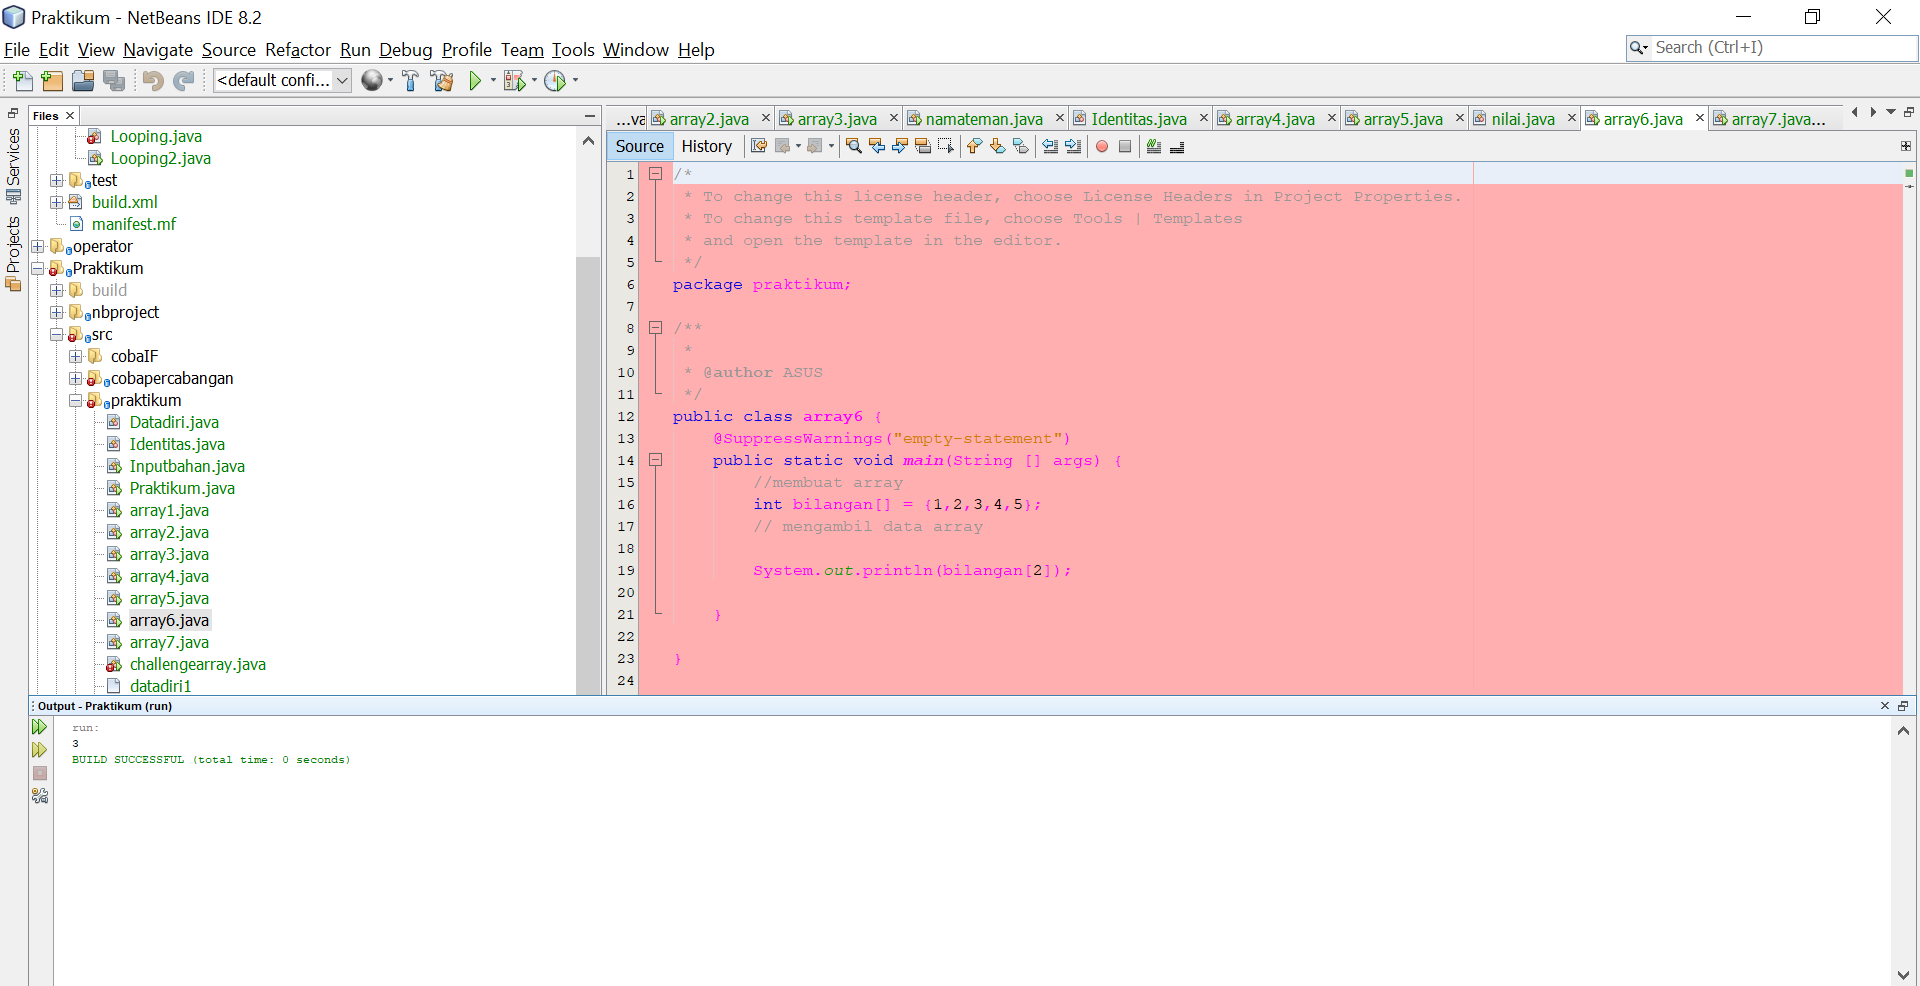 Praktikum - NetBeans IDE 8.2
File Edit View Navigate Source Refactor Run Debug Profile Team Tools Window Help
Search (Ctrl+I)
<default confi...
Services
Projects
Files
Looping.java
Looping2.java
test
build.xml
manifest.mf
operator
Praktikum
build
nbproject
src
cobaIF
cobapercabangan
praktikum
Datadiri.java
Identitas.java
Inputbahan.java
Praktikum.java
array1.java
array2.java
array3.java
array4.java
array5.java
array6.java
array7.java
challengearray.java
datadiri1
...va array2.java array3.java namateman.java Identitas.java array4.java array5.java nilai.java array6.java array7.java...
Source History
1 /*
2 * To change this license header, choose License Headers in Project Properties.
3 * To change this template file, choose Tools | Templates
4 * and open the template in the editor.
5 */
6 package praktikum;
7
8 /**
9 *
10 * @author ASUS
11 */
12 public class array6 {
13 @SuppressWarnings("empty-statement")
14 public static void main(String [] args) {
15 //membuat array
16 int bilangan[] = {1,2,3,4,5};
17 // mengambil data array
18
19 System.out.println(bilangan[2]);
20
21 }
22
23 }
24
Output - Praktikum (run)
run:
3
BUILD SUCCESSFUL (total time: 0 seconds)